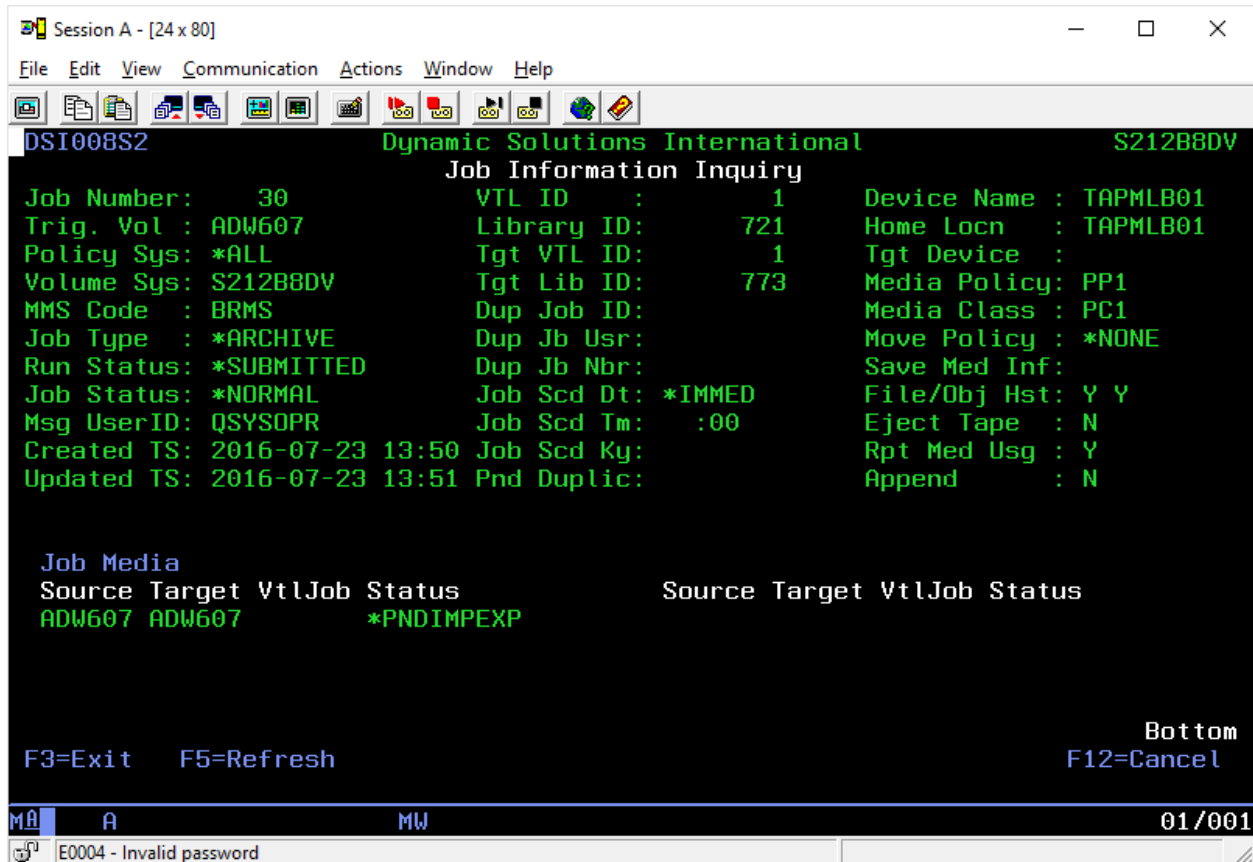 Session A - [24 x 80]
File Edit View Communication Actions Window Help
DSI008S2 Dynamic Solutions International S212B8DV
Job Information Inquiry
Job Number: 30 VTL ID : 1 Device Name : TAPMLB01
Trig. Vol : ADW607 Library ID: 721 Home Locn : TAPMLB01
Policy Sys: *ALL Tgt VTL ID: 1 Tgt Device :
Volume Sys: S212B8DV Tgt Lib ID: 773 Media Policy: PP1
MMS Code : BRMS Dup Job ID: Media Class : PC1
Job Type : *ARCHIVE Dup Jb Usr: Move Policy : *NONE
Run Status: *SUBMITTED Dup Jb Nbr: Save Med Inf:
Job Status: *NORMAL Job Scd Dt: *IMMED File/Obj Hst: Y Y
Msg UserID: QSYSOPR Job Scd Tm: :00 Eject Tape : N
Created TS: 2016-07-23 13:50 Job Scd Ky: Rpt Med Usg : Y
Updated TS: 2016-07-23 13:51 Pnd Duplic: Append : N
Job Media
Source Target VtlJob Status Source Target VtlJob Status
ADW607 ADW607 *PNDIMPEXP
Bottom
F3=Exit F5=Refresh F12=Cancel
MA A MW 01/001
E0004 - Invalid password